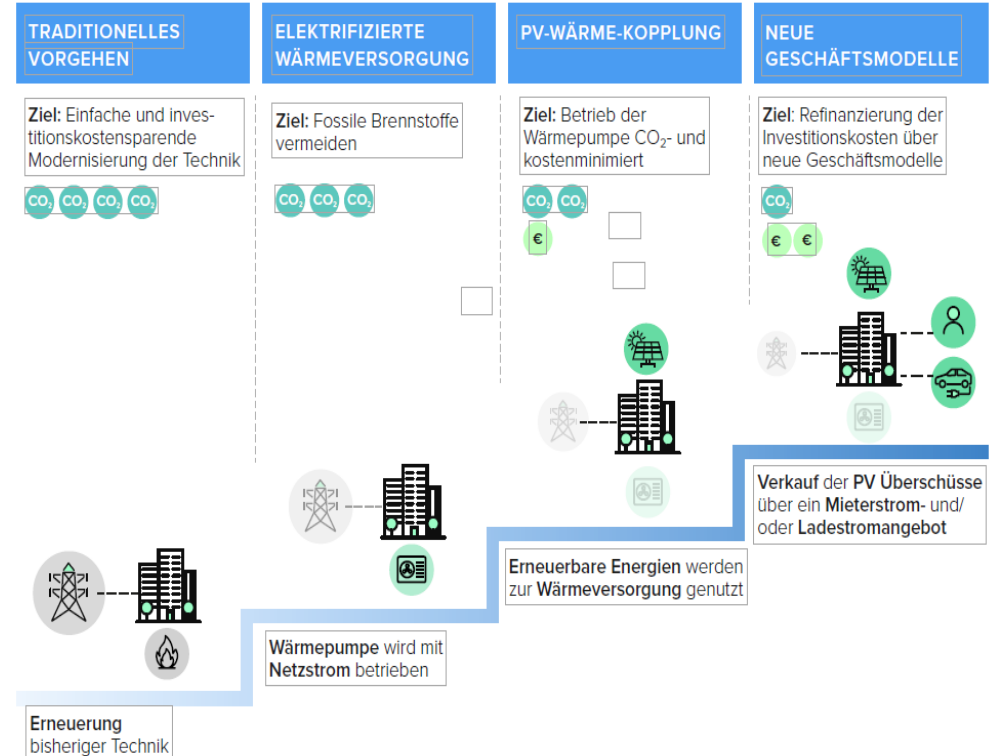 TRADITIONELLES
VORGEHEN
Ziel: Einfache und inves-
titionskostensparende
Modernisierung der Technik
CO₂ CO₂ CO₂ CO₂
Erneuerung
bisheriger Technik
ELEKTRIFIZIERTE
WÄRMEVERSORGUNG
Ziel: Fossile Brennstoffe
vermeiden
CO₂ CO₂ CO₂
Wärmepumpe wird mit
Netzstrom betrieben
PV-WÄRME-KOPPLUNG
Ziel: Betrieb der
Wärmepumpe CO₂- und
kostenminimiert
CO₂ CO₂
€
Erneuerbare Energien werden
zur Wärmeversorgung genutzt
NEUE
GESCHÄFTSMODELLE
Ziel: Refinanzierung der
Investitionskosten über
neue Geschäftsmodelle
CO₂
€ €
Verkauf der PV Überschüsse
über ein Mieterstrom- und/
oder Ladestromangebot